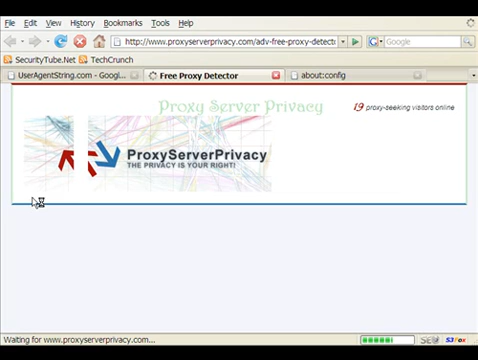 File Edit View History Bookmarks Tools Help
http://www.proxyserverprivacy.com/adv-free-proxy-detecto
Google
SecurityTube.Net TechCrunch
UserAgentString.com - Googl... Free Proxy Detector about:config
Proxy Server Privacy
19 proxy-seeking visitors online
ProxyServerPrivacy
THE PRIVACY IS YOUR RIGHT!
Waiting for www.proxyserverprivacy.com...
S3Fox